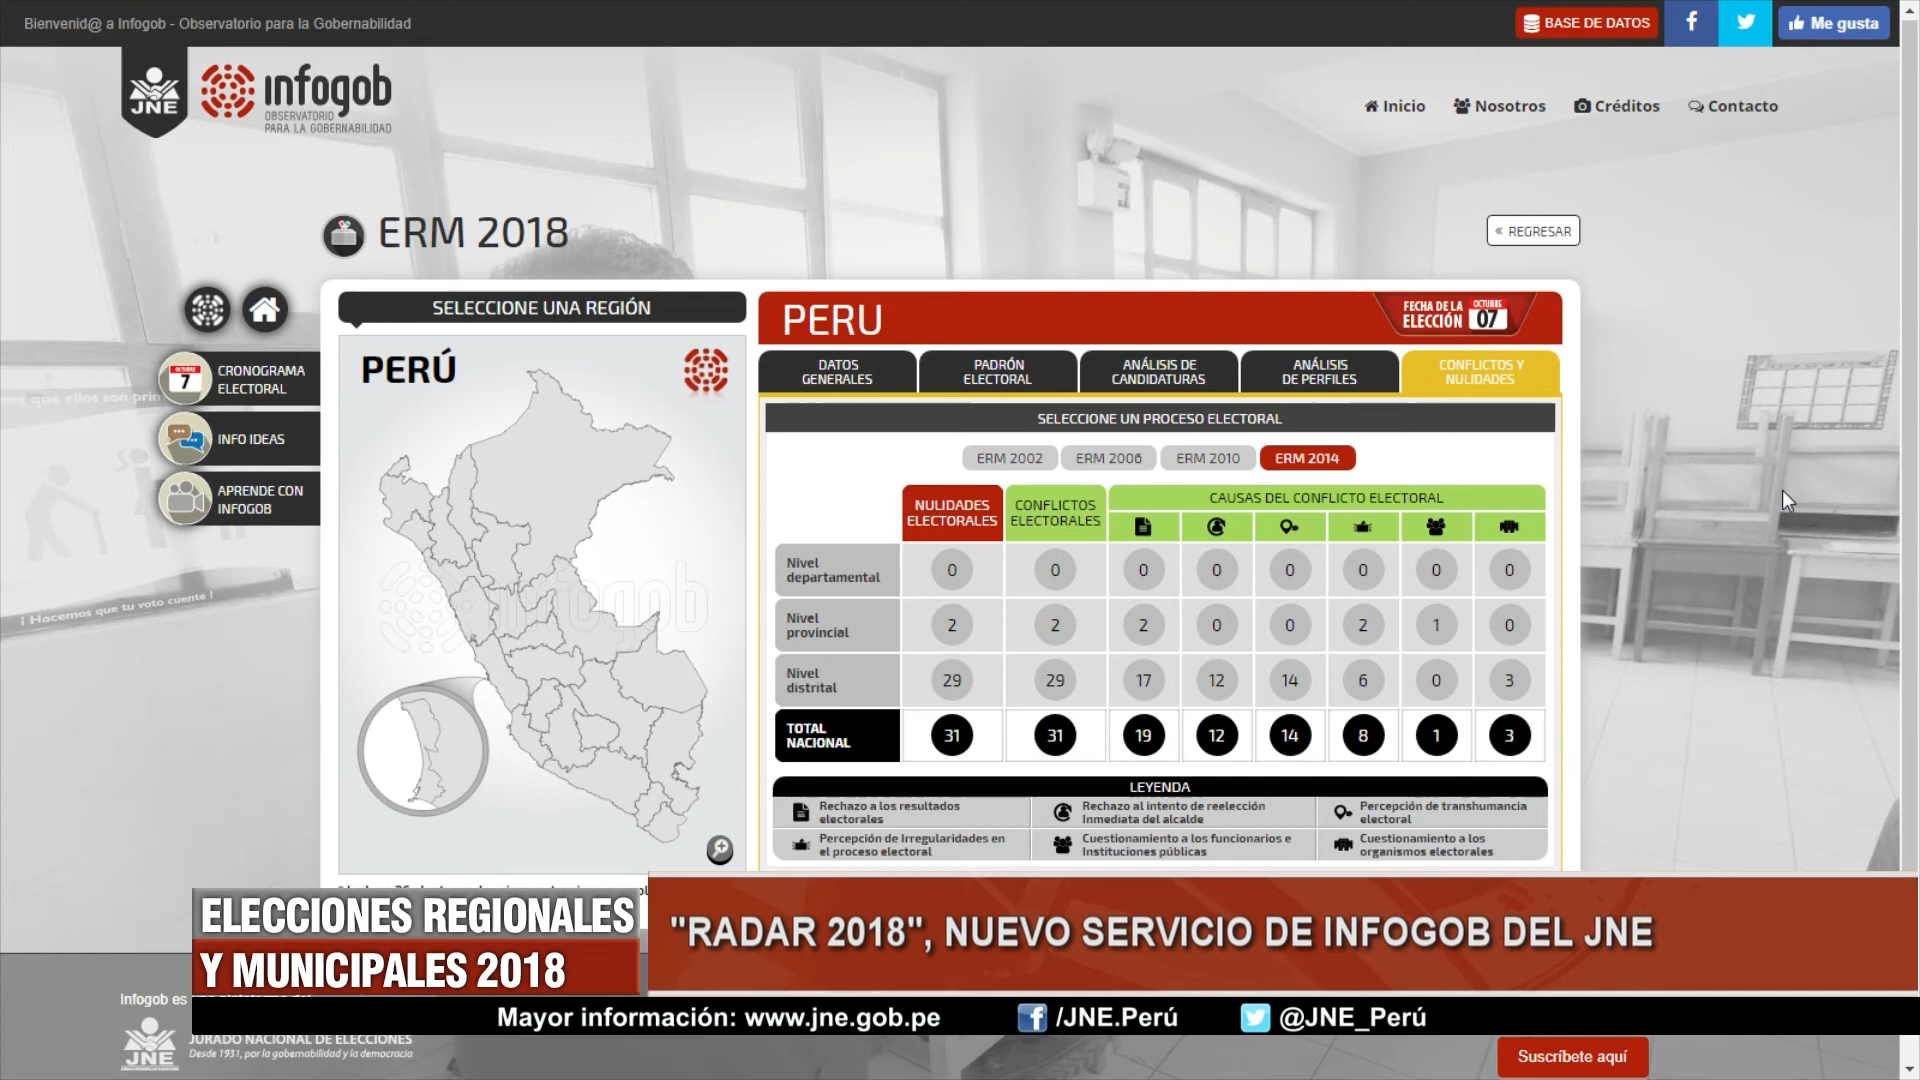 Bienvenid@ a Infogob - Observatorio para la Gobernabilidad
BASE DE DATOS
Me gusta
JNE
infogob
OBSERVATORIO
PARA LA GOBERNABILIDAD
Inicio
Nosotros
Créditos
Contacto
ERM 2018
« REGRESAR
CRONOGRAMA
ELECTORAL
OCTUBRE
7
INFO IDEAS
APRENDE CON
INFOGOB
¡ Hacemos que tu voto cuente !
SELECCIONE UNA REGIÓN
PERÚ
infogob
PERU
FECHA DE LA
ELECCIÓN
OCTUBRE
07
DATOS
GENERALES
PADRÓN
ELECTORAL
ANÁLISIS DE
CANDIDATURAS
ANÁLISIS
DE PERFILES
CONFLICTOS Y
NULIDADES
SELECCIONE UN PROCESO ELECTORAL
ERM 2002
ERM 2006
ERM 2010
ERM 2014
NULIDADES
ELECTORALES
CONFLICTOS
ELECTORALES
CAUSAS DEL CONFLICTO ELECTORAL
Nivel
departamental
0 0 0 0 0 0 0 0
Nivel
provincial
2 2 2 0 0 2 1 0
Nivel
distrital
29 29 17 12 14 6 0 3
TOTAL
NACIONAL
31 31 19 12 14 8 1 3
LEYENDA
Rechazo a los resultados
electorales
Rechazo al intento de reelección
Inmediata del alcalde
Percepción de transhumancia
electoral
Percepción de Irregularidades en
el proceso electoral
Cuestionamiento a los funcionarios e
Instituciones públicas
Cuestionamiento a los
organismos electorales
ELECCIONES REGIONALES
Y MUNICIPALES 2018
"RADAR 2018", NUEVO SERVICIO DE INFOGOB DEL JNE
Infogob es
Mayor información: www.jne.gob.pe
/JNE.Perú
@JNE_Perú
JNE
JURADO NACIONAL DE ELECCIONES
Desde 1931, por la gobernabilidad y la democracia
Suscríbete aquí